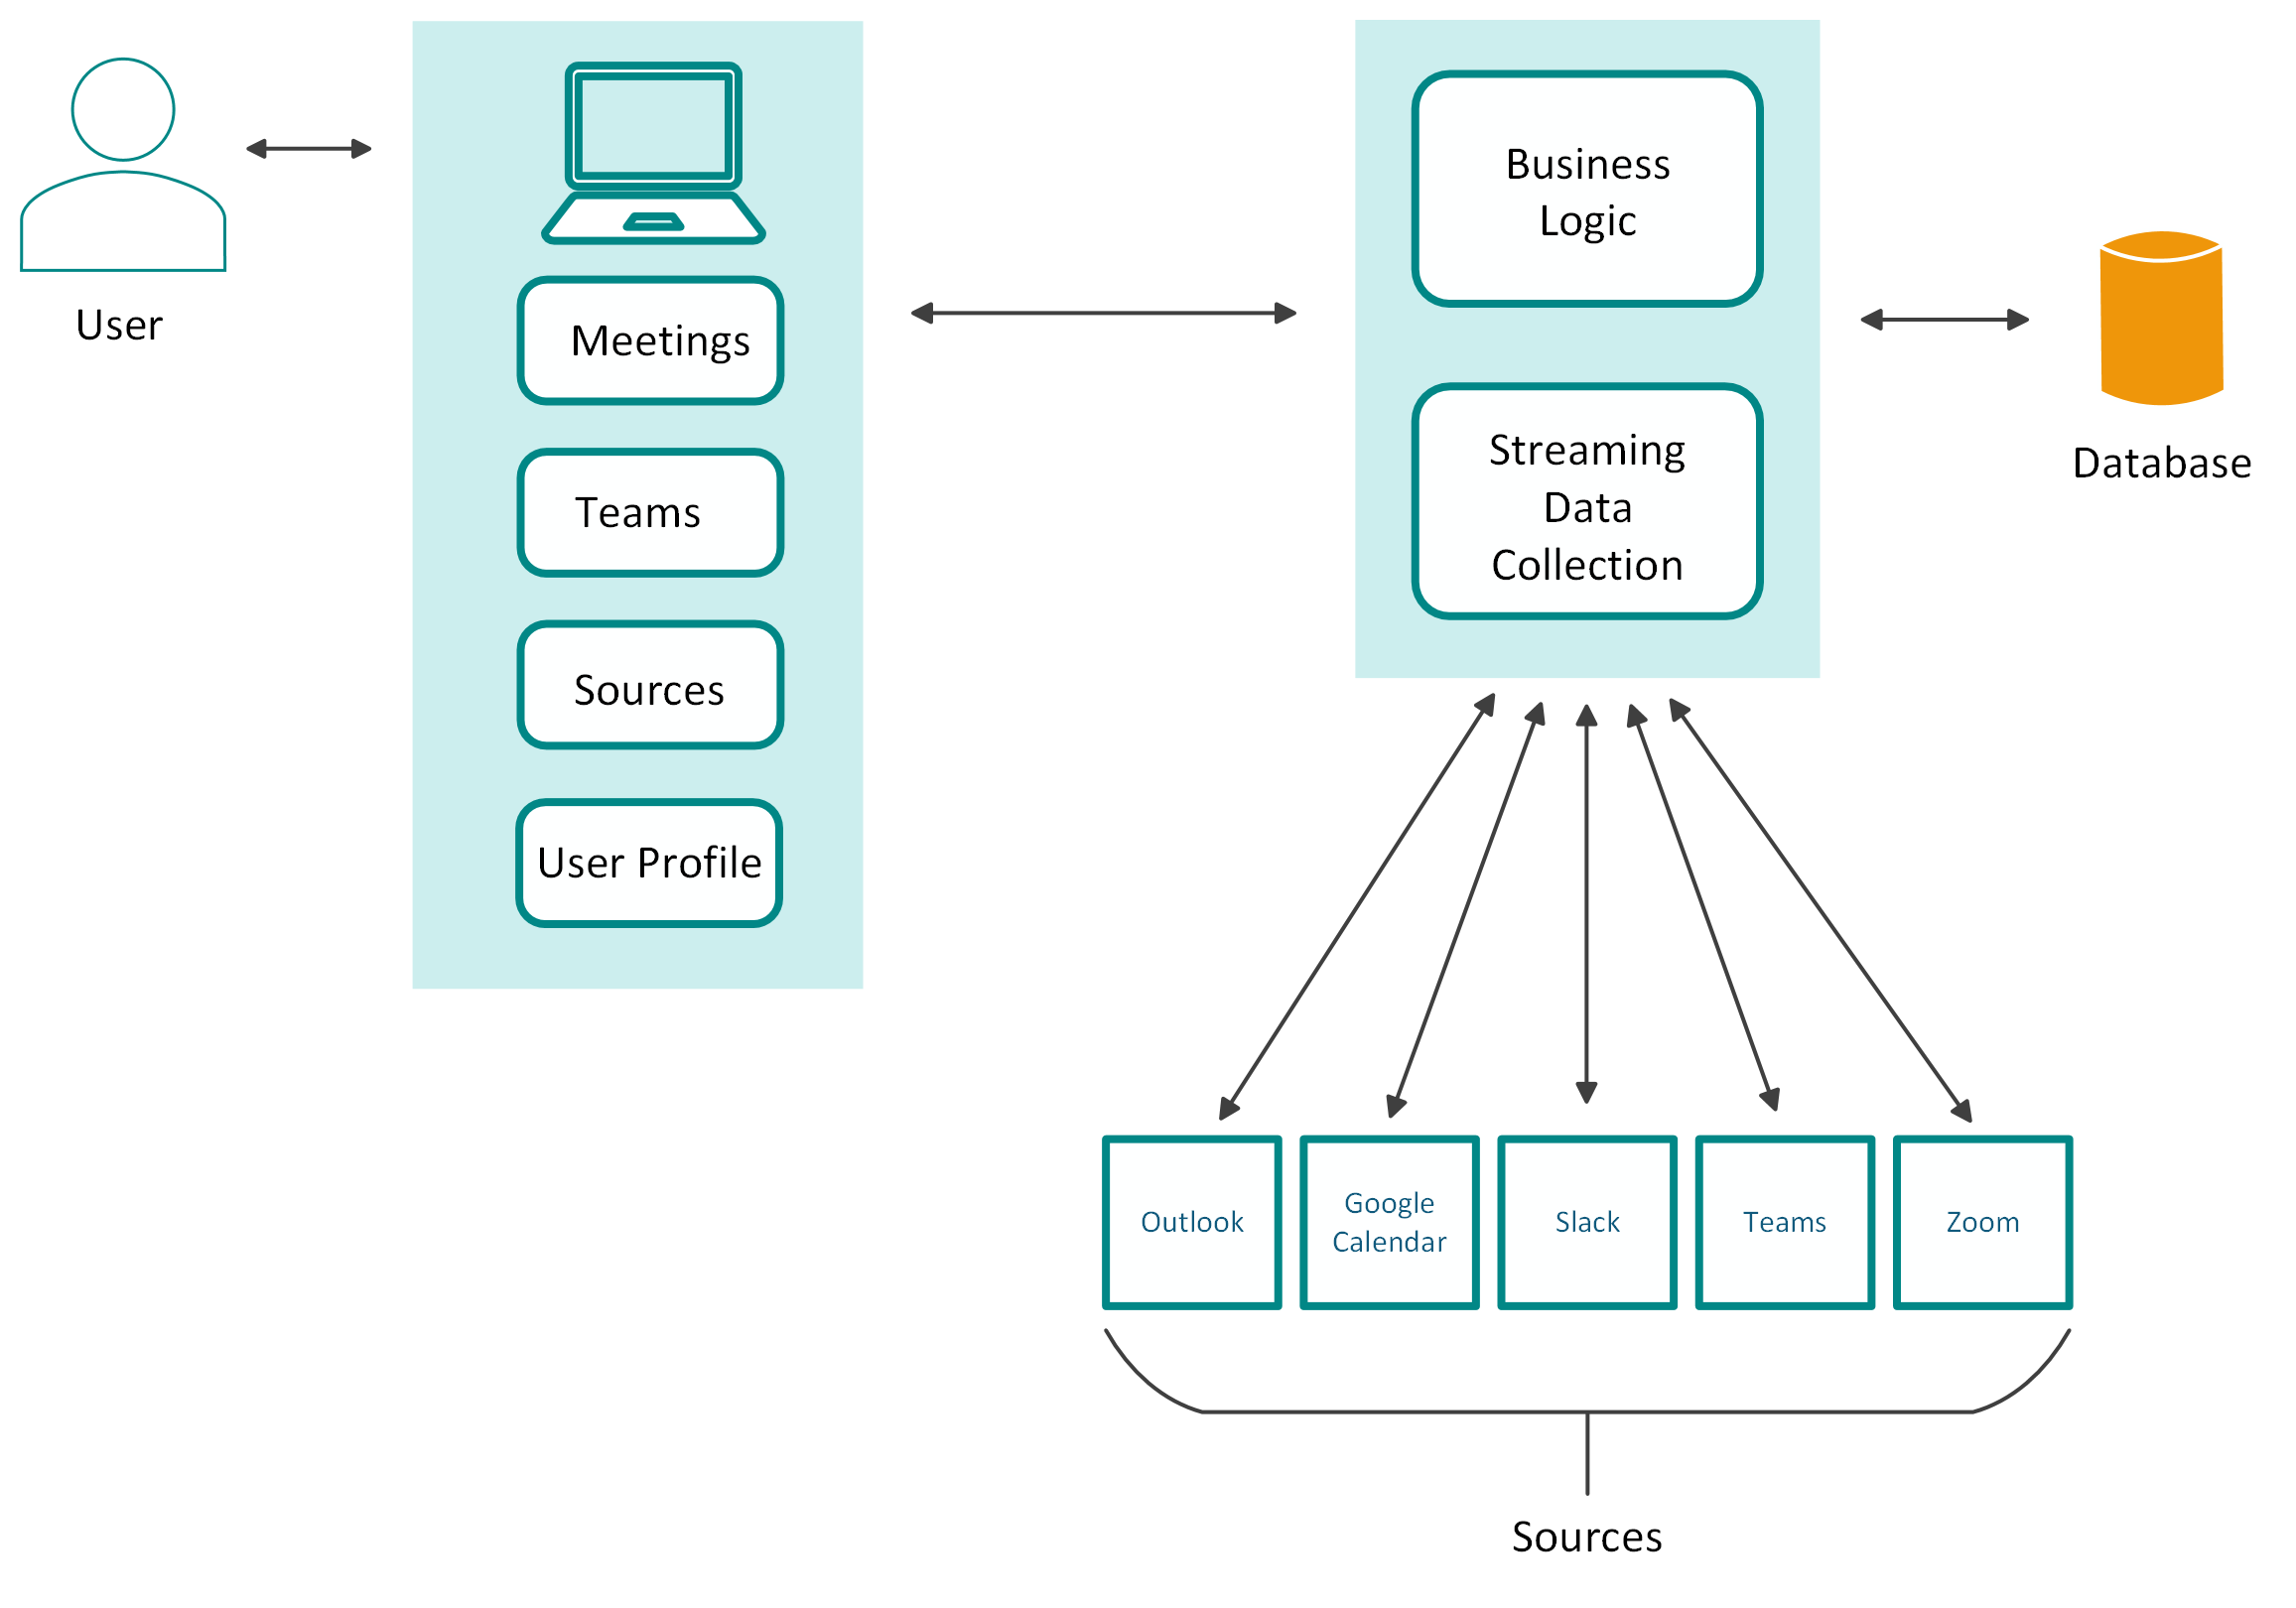 User
Meetings
Teams
Sources
User Profile
Business
Logic
Streaming
Data
Collection
Database
Outlook
Google
Calendar
Slack
Teams
Zoom
Sources